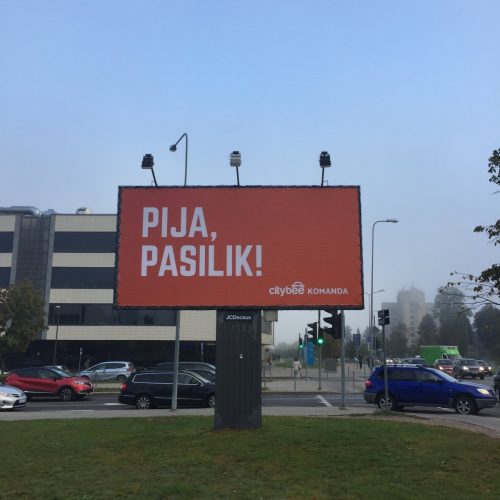 PIJA,
PASILIK!
citybee KOMANDA
JCDecaux